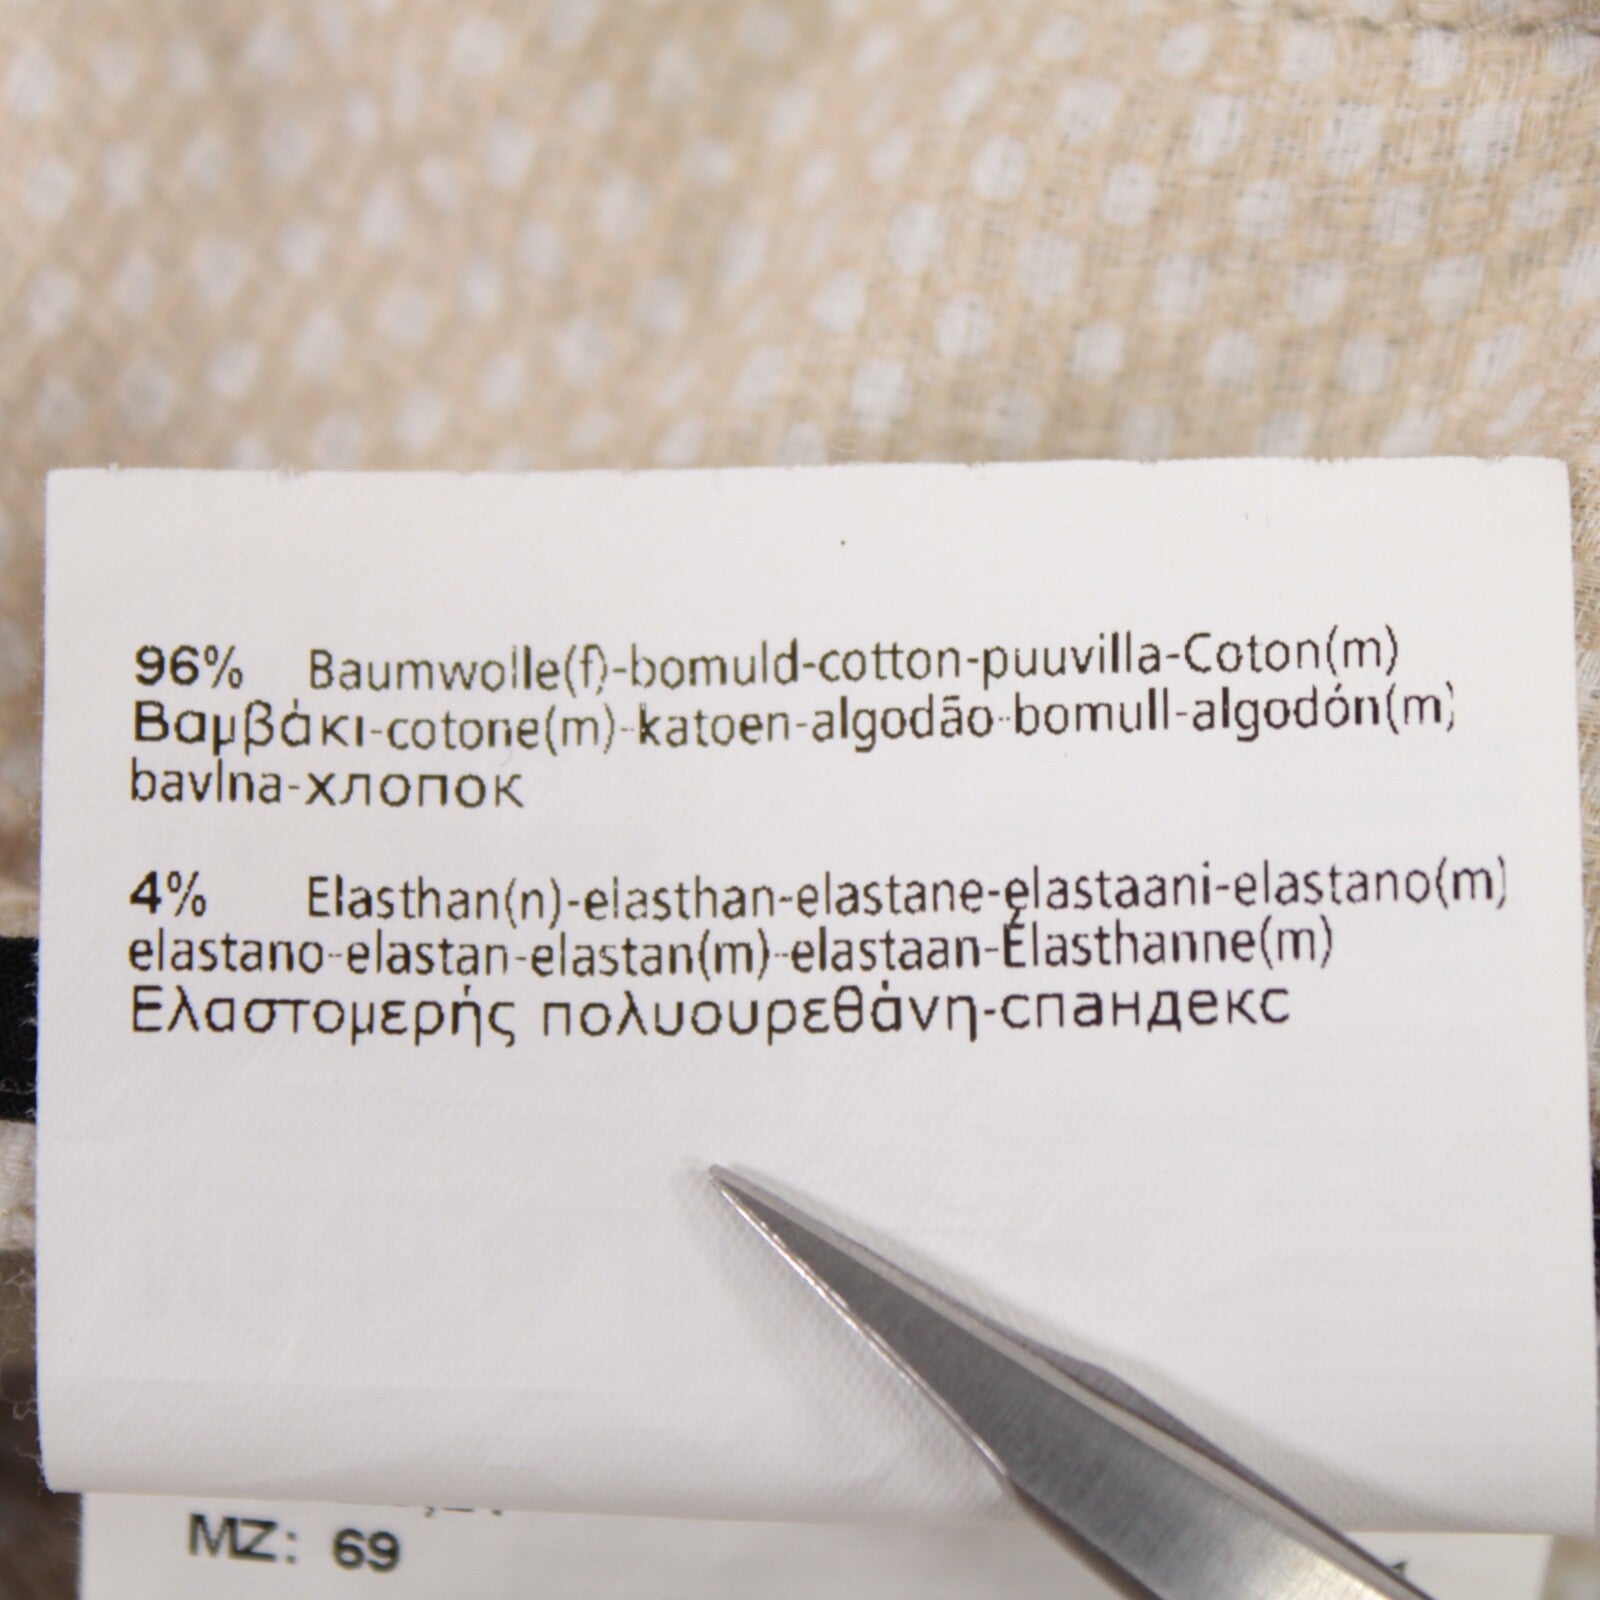 96% Baumwolle(f)-bomuld-cotton-puuvilla-Coton(m)
Βαμβάκι-cotone(m)-katoen-algodão-bomull-algodón(m)
bavlna-хлопок
4% Elasthan(n)-elasthan-elastane-elastaani-elastano(m)
elastano-elastan-elastan(m)-elastaan-Élasthanne(m)
Ελαστομερής πολυουρεθάνη-спандекс
MZ: 69